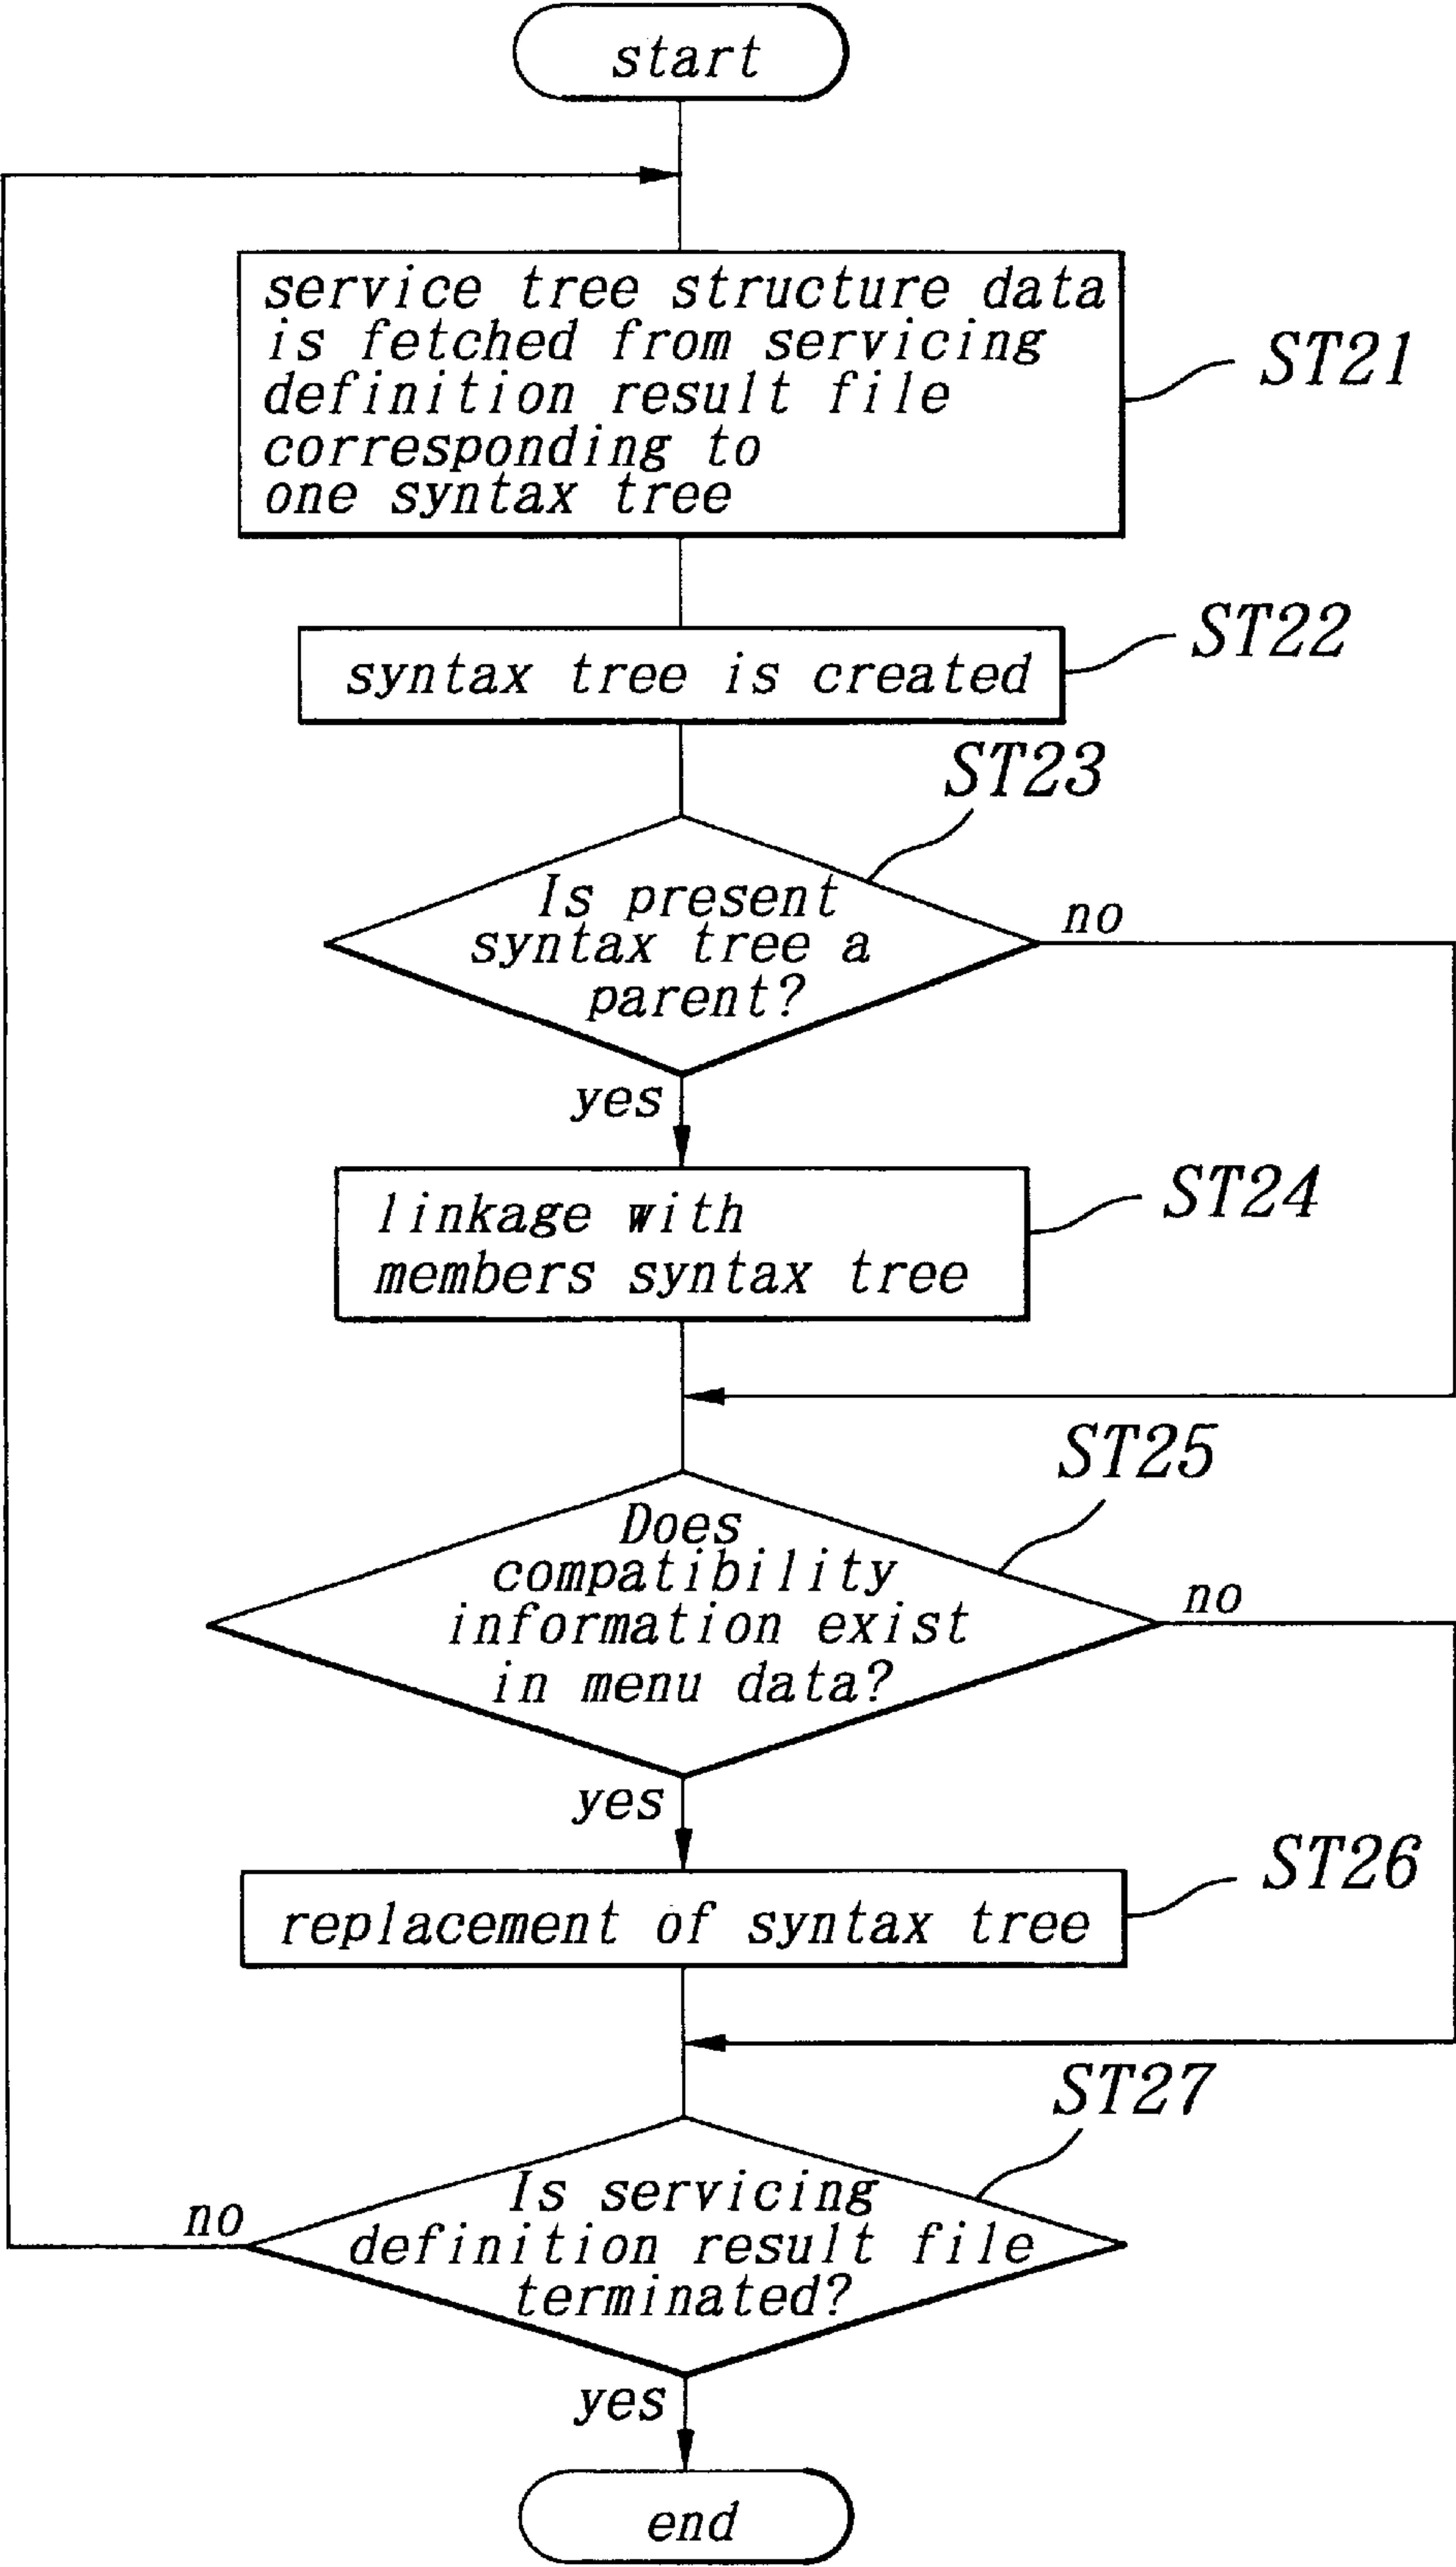 start
service tree structure data
is fetched from servicing
definition result file
corresponding to
one syntax tree
ST21
syntax tree is created
ST22
ST23
Is present
syntax tree a
parent?
no
yes
linkage with
members syntax tree
ST24
ST25
Does
compatibility
information exist
in menu data?
no
yes
replacement of syntax tree
ST26
ST27
Is servicing
definition result file
terminated?
no
yes
end